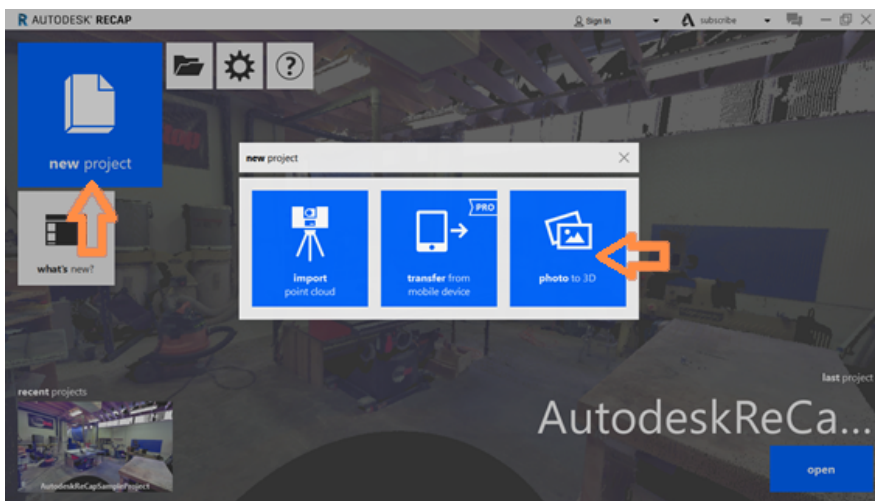 R AUTODESK® RECAP
Sign In
subscribe
new project
what's new?
new project
PRO
import
point cloud
transfer from
mobile device
photo to 3D
recent projects
AutodeskReCapSampleProject
last project
AutodeskReCa...
open